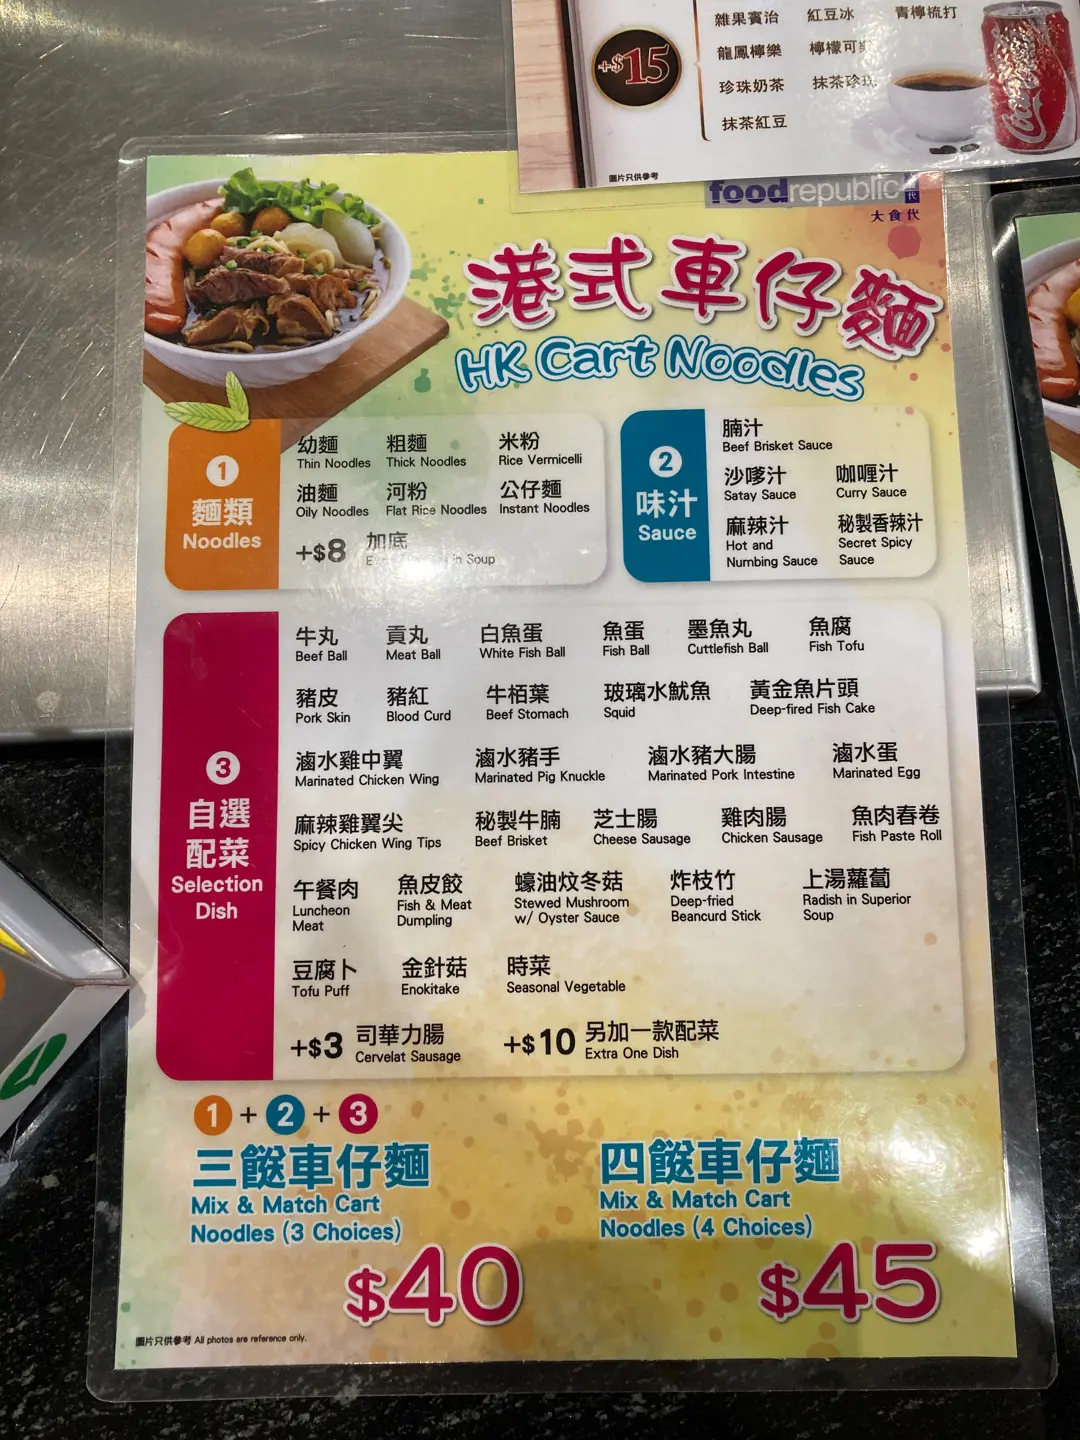 雜果賓治 紅豆冰 青檸梳打
+$15
龍鳳檸樂 檸檬可
珍珠奶茶 抹茶珍珠
抹茶紅豆
圖片只供參考
foodrepublic
大食代
港式車仔麵
HK Cart Noodles
1
麵類
Noodles
幼麵 粗麵 米粉
Thin Noodles Thick Noodles Rice Vermicelli
油麵 河粉 公仔麵
Oily Noodles Flat Rice Noodles Instant Noodles
+$8 加底
in Soup
2
味汁
Sauce
腩汁
Beef Brisket Sauce
沙嗲汁 咖喱汁
Satay Sauce Curry Sauce
麻辣汁 秘製香辣汁
Hot and Secret Spicy
Numbing Sauce Sauce
3
自選
配菜
Selection
Dish
牛丸 貢丸 白魚蛋 魚蛋 墨魚丸 魚腐
Beef Ball Meat Ball White Fish Ball Fish Ball Cuttlefish Ball Fish Tofu
豬皮 豬紅 牛栢葉 玻璃水魷魚 黃金魚片頭
Pork Skin Blood Curd Beef Stomach Squid Deep-fired Fish Cake
滷水雞中翼 滷水豬手 滷水豬大腸 滷水蛋
Marinated Chicken Wing Marinated Pig Knuckle Marinated Pork Intestine Marinated Egg
麻辣雞翼尖 秘製牛腩 芝士腸 雞肉腸 魚肉春卷
Spicy Chicken Wing Tips Beef Brisket Cheese Sausage Chicken Sausage Fish Paste Roll
午餐肉 魚皮餃 蠔油炆冬菇 炸枝竹 上湯蘿蔔
Luncheon Fish & Meat Stewed Mushroom Deep-fried Radish in Superior
Meat Dumpling w/ Oyster Sauce Beancurd Stick Soup
豆腐卜 金針菇 時菜
Tofu Puff Enokitake Seasonal Vegetable
+$3 司華力腸 +$10 另加一款配菜
Cervelat Sausage Extra One Dish
1 + 2 + 3
三餸車仔麵 四餸車仔麵
Mix & Match Cart Mix & Match Cart
Noodles (3 Choices) Noodles (4 Choices)
$40 $45
圖片只供參考 All photos are reference only.